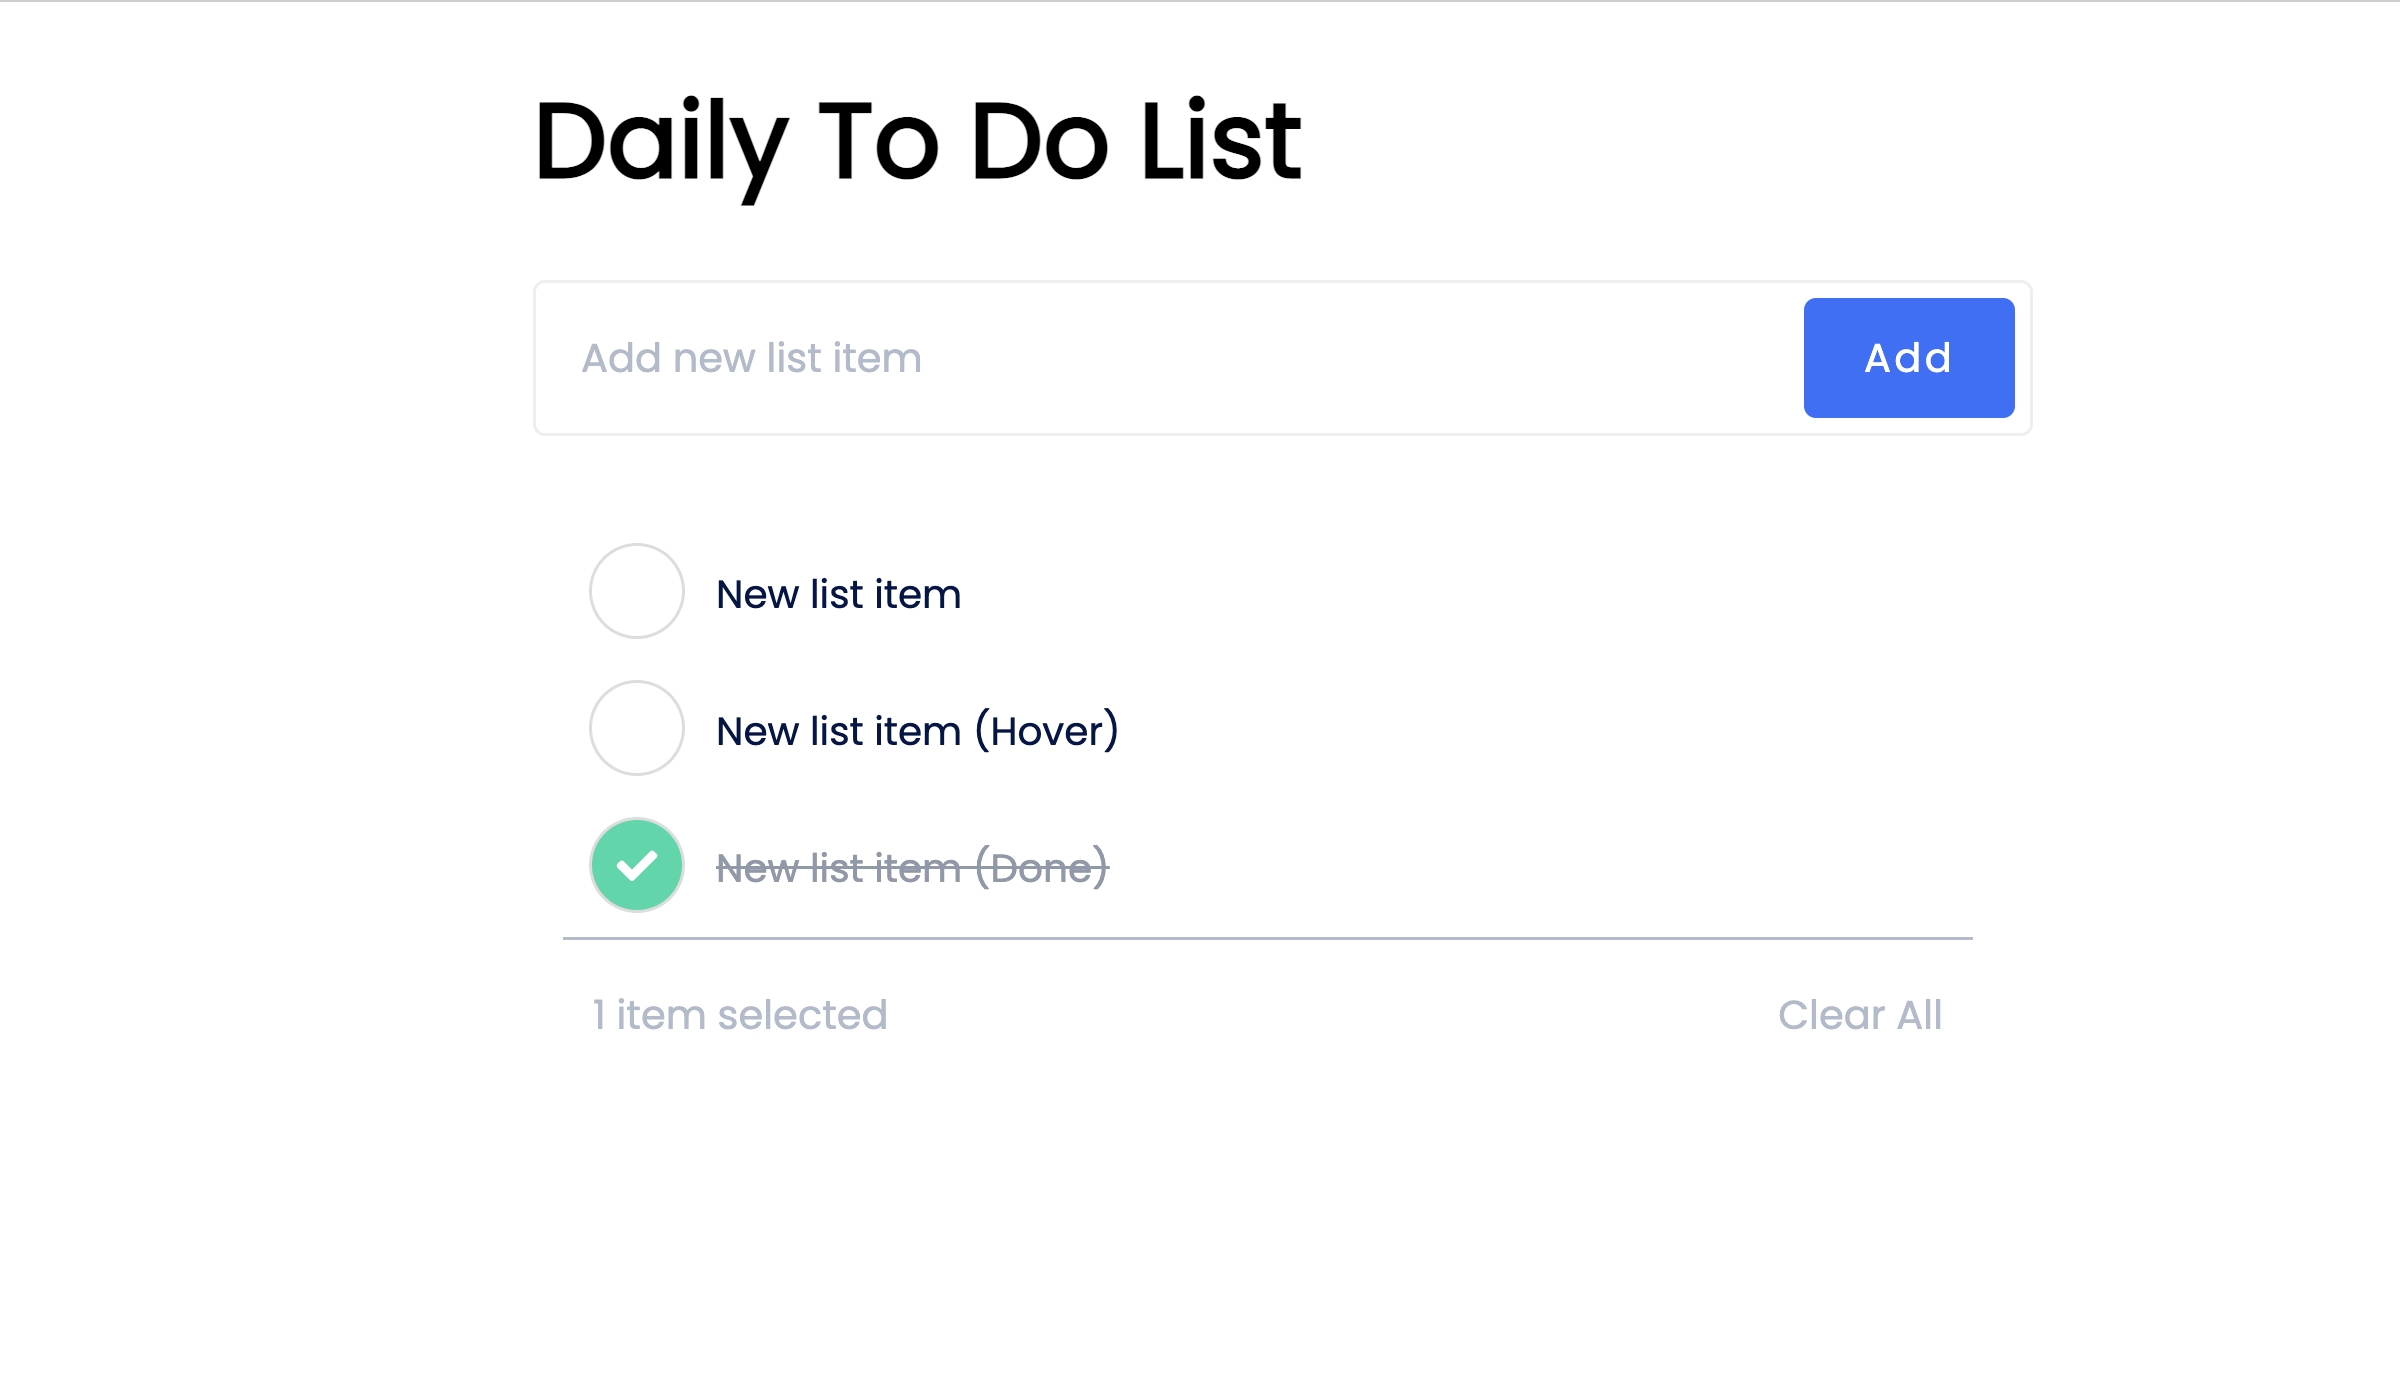 Daily To Do List
Add new list item
Add
New list item
New list item (Hover)
New list item (Done)
1 item selected
Clear All